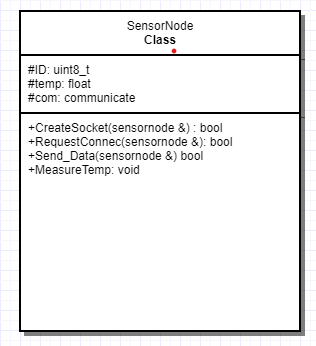 SensorNode
Class
#ID: uint8_t
#temp: float
#com: communicate
+CreateSocket(sensornode &) : bool
+RequestConnec(sensornode &): bool
+Send_Data(sensornode &) bool
+MeasureTemp: void